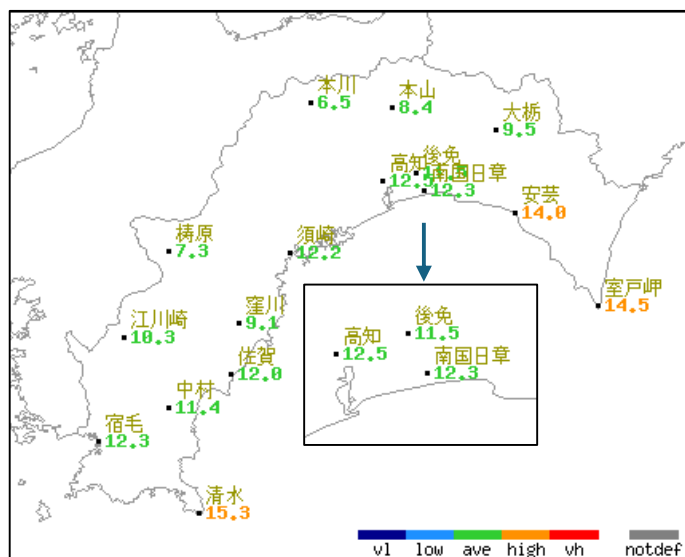 本川
6.5
本山
8.4
大栃
9.5
高知
12.5
後免
南国日章
12.3
安芸
14.0
梼原
7.3
須崎
12.2
室戸岬
14.5
江川崎
10.3
窪川
9.1
佐賀
12.0
中村
11.4
宿毛
12.3
清水
15.3
後免
11.5
高知
12.5
南国日章
12.3
vl low ave high vh notdef